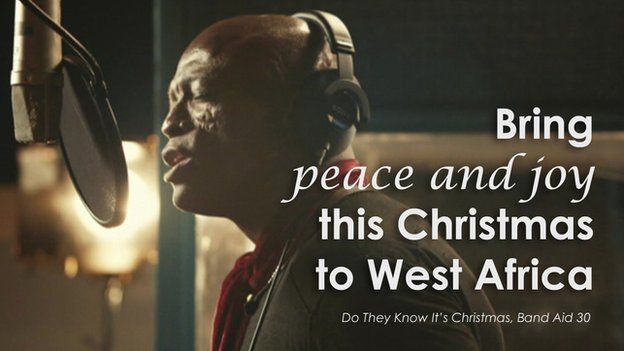 Bring
peace and joy
this Christmas
to West Africa
Do They Know It's Christmas, Band Aid 30